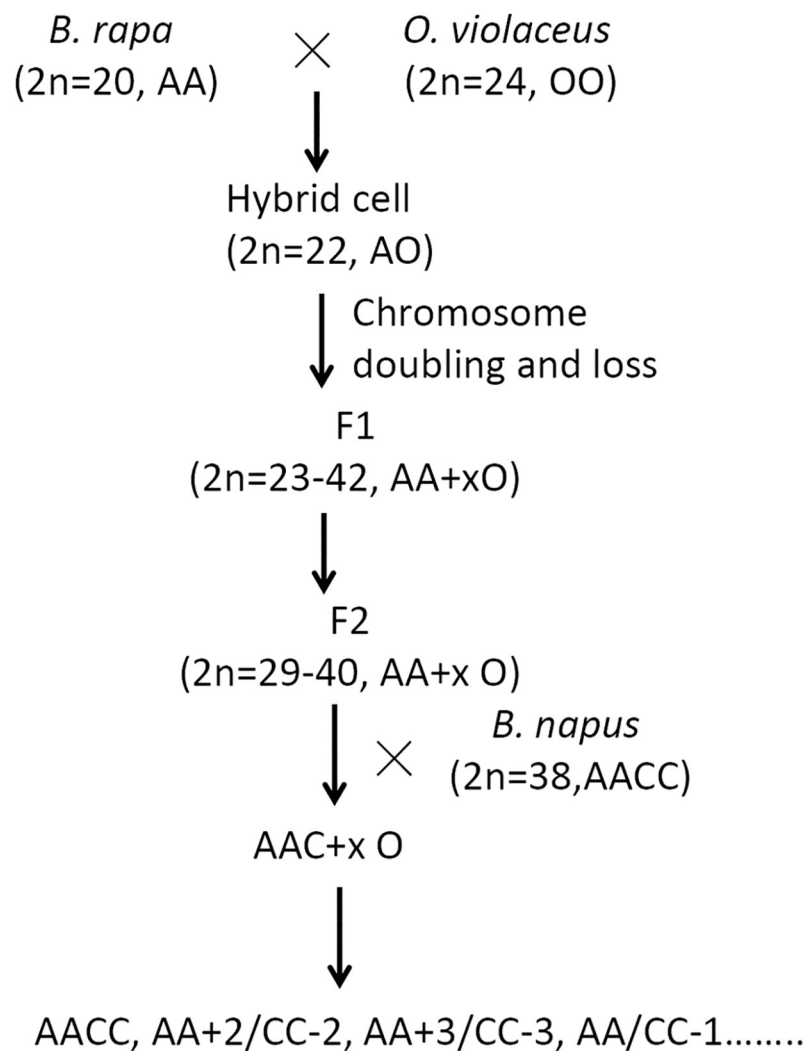 B. rapa × O. violaceus
(2n=20, AA) (2n=24, OO)
Hybrid cell
(2n=22, AO)
Chromosome
doubling and loss
F1
(2n=23-42, AA+xO)
F2
(2n=29-40, AA+x O)
B. napus
× (2n=38,AACC)
AAC+x O
AACC, AA+2/CC-2, AA+3/CC-3, AA/CC-1........